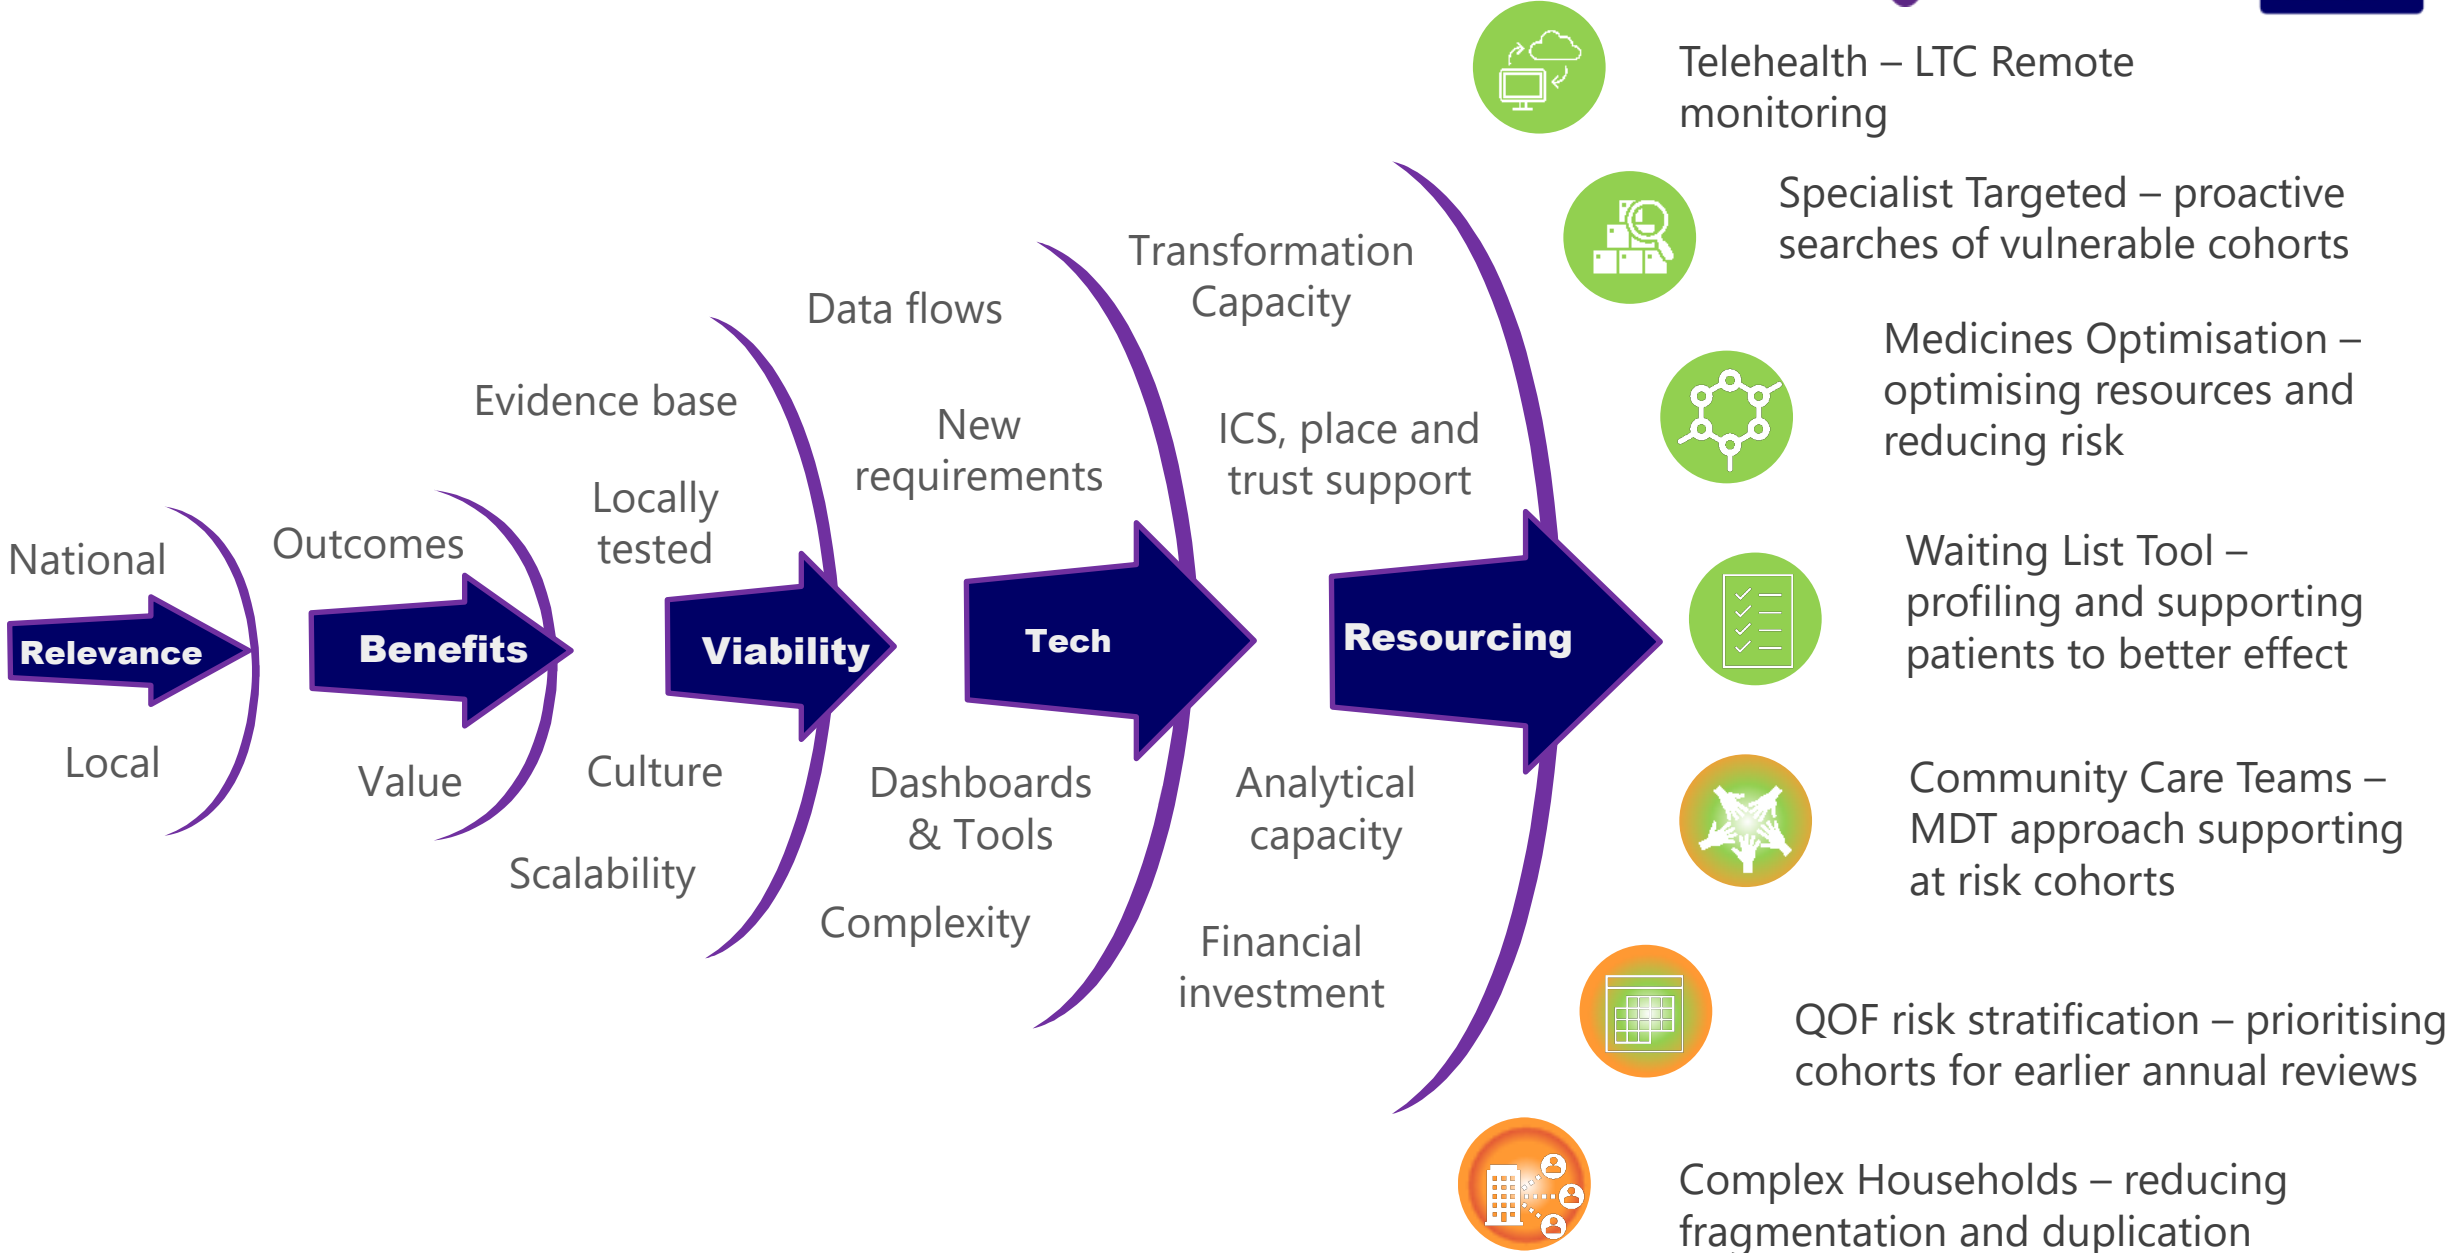 National
Relevance
Local
Outcomes
Benefits
Value
Evidence base
Locally
tested
Viability
Culture
Scalability
Data flows
New
requirements
Tech
Dashboards
& Tools
Complexity
Transformation
Capacity
ICS, place and
trust support
Resourcing
Analytical
capacity
Financial
investment
Telehealth – LTC Remote
monitoring
Specialist Targeted – proactive
searches of vulnerable cohorts
Medicines Optimisation –
optimising resources and
reducing risk
Waiting List Tool –
profiling and supporting
patients to better effect
Community Care Teams –
MDT approach supporting
at risk cohorts
QOF risk stratification – prioritising
cohorts for earlier annual reviews
Complex Households – reducing
fragmentation and duplication